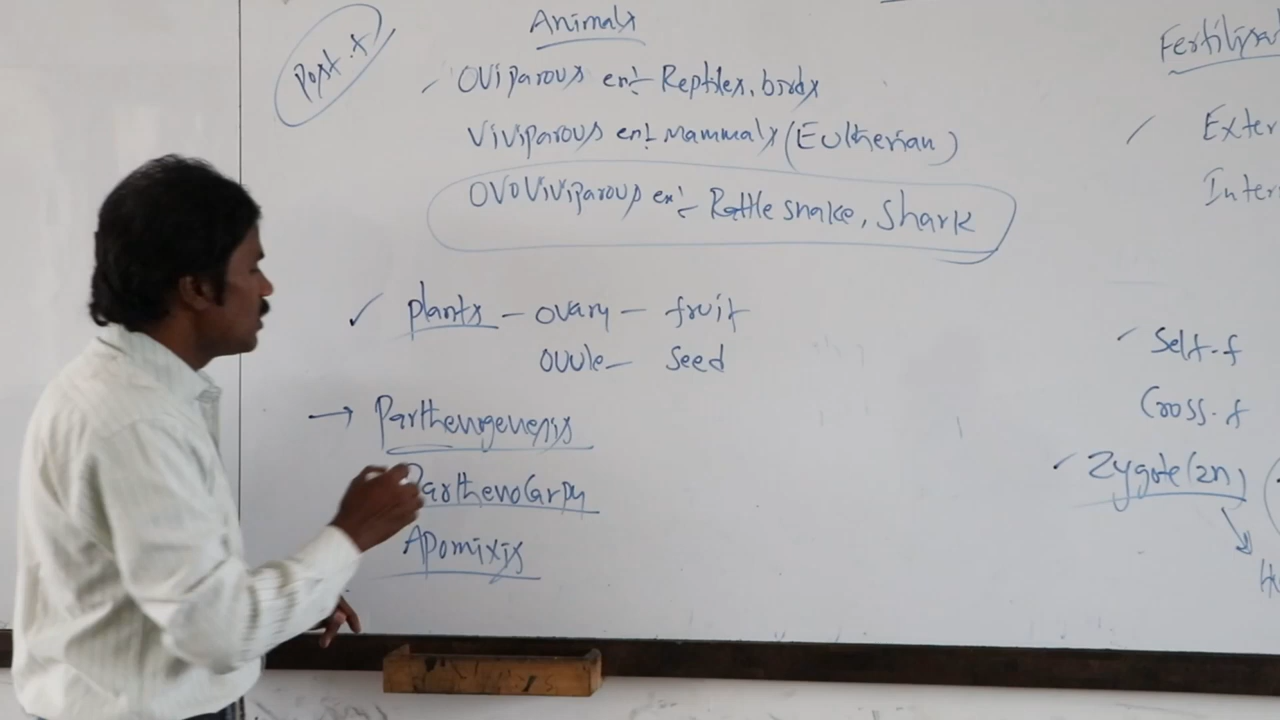 Post.f
Animals
Oviparous ex:- Reptiles, birds
Viviparous ex:- mammals (Eultherian)
Ovoviviparous ex:- Rattle snake, Shark
plants - ovary - fruit
ovule - Seed
→ Parthenogenesis
ParthenoCarpy
Apomixis
Fertilisa
Exter
Inter
Self.f
Cross.f
Zygote(2n)